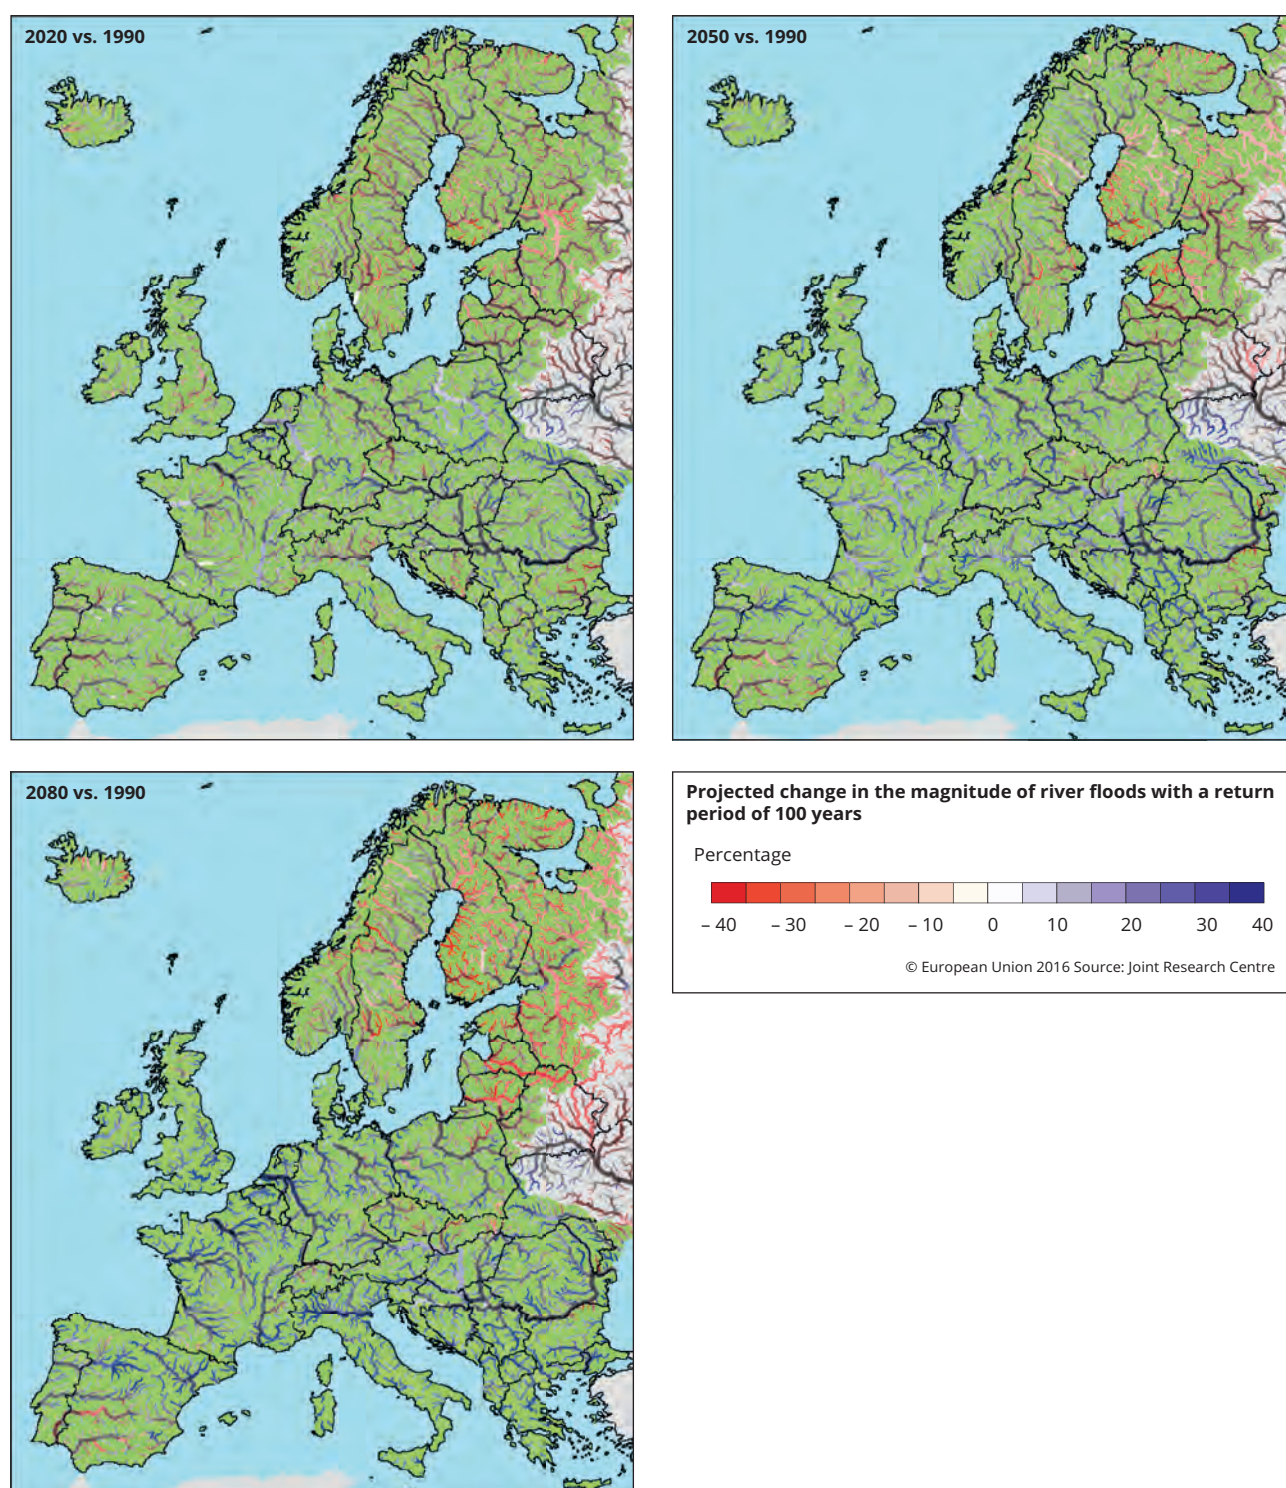 2020 vs. 1990
2050 vs. 1990
2080 vs. 1990
Projected change in the magnitude of river floods with a return
period of 100 years
Percentage
– 40 – 30 – 20 – 10 0 10 20 30 40
© European Union 2016 Source: Joint Research Centre